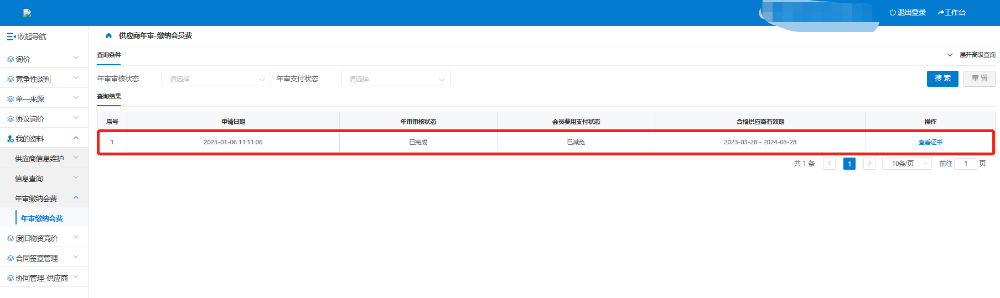 退出登录 工作台
收起导航
询价
竞争性谈判
单一来源
协议询价
我的资料
供应商信息维护
信息查询
年审缴纳会费
年审缴纳会费
废旧物资竞价
合同签章管理
协同管理-供应商
供应商年审-缴纳会员费
查询条件 展开高级查询
年审审核状态 请选择 年审支付状态 请选择 搜 索 重 置
查询结果
序号 申请日期 年审审核状态 会员费用支付状态 合格供应商有效期 操作
1 2023-01-06 11:11:06 已完成 已减免 2023-03-28 - 2024-03-28 查看证书
共 1 条 1 10条/页 前往 1 页